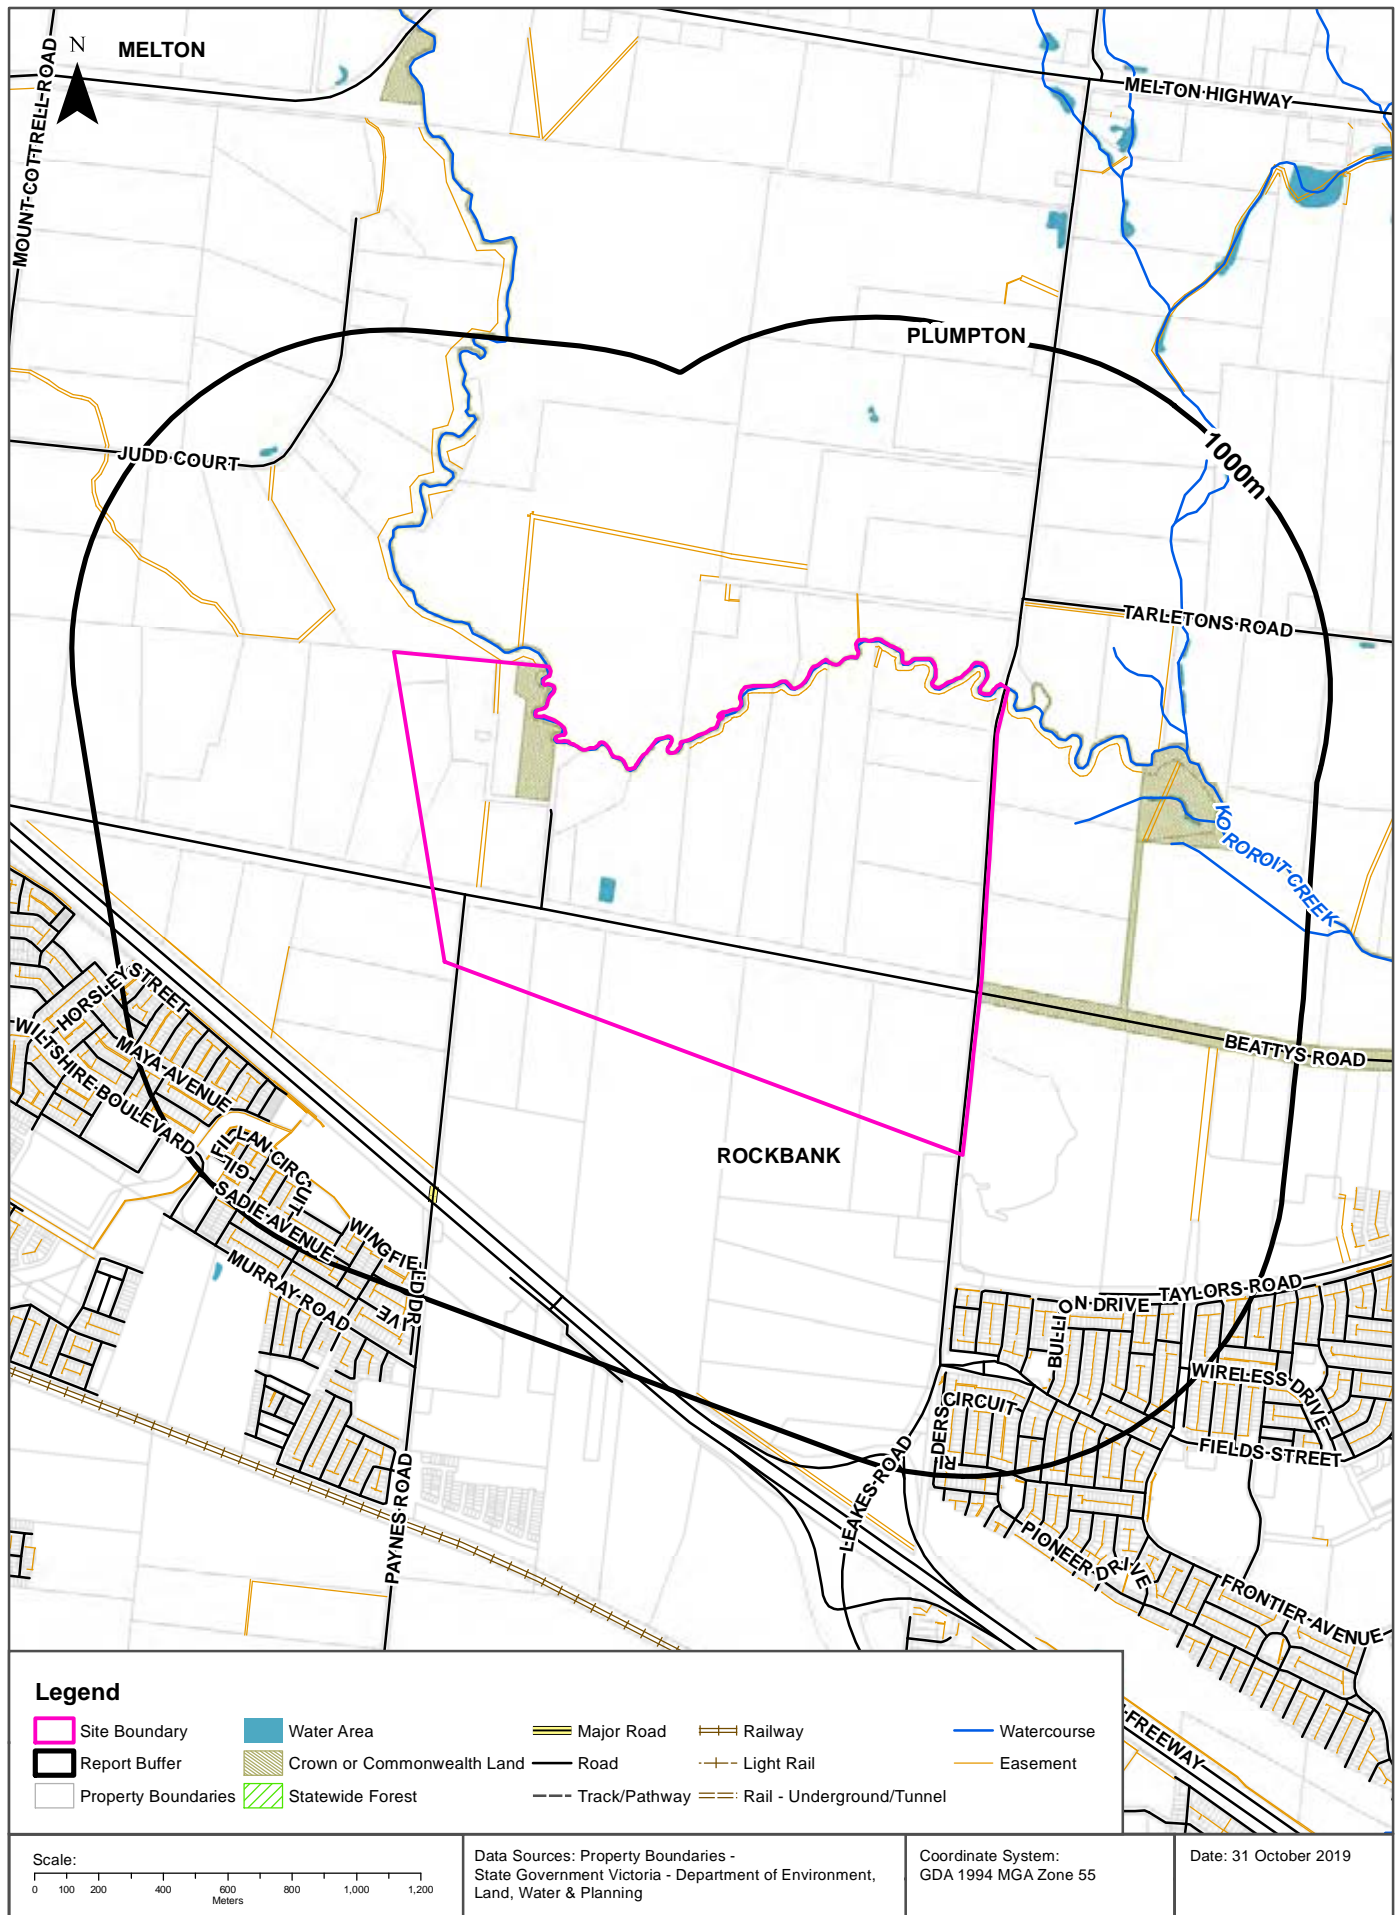 MELTON
N
MOUNT COTTRELL ROAD
MELTON HIGHWAY
PLUMPTON
1000m
JUDD COURT
TARLETONS ROAD
KOROROIT CREEK
HORSLEY STREET
WILTSHIRE BOULEVARD
MAYA AVENUE
BEATTYS ROAD
GILFILLAN CIRCUIT
ROCKBANK
SADIE AVENUE
WINGFIELD DRIVE
MURRAY ROAD
TAYLORS ROAD
BULLION DRIVE
WIRELESS DRIVE
RIDERS CIRCUIT
FIELDS STREET
LEAKES ROAD
PAYNES ROAD
PIONEER DRIVE
FRONTIER AVENUE
FREEWAY
Legend
Site Boundary
Water Area
Major Road
Railway
Watercourse
Report Buffer
Crown or Commonwealth Land
Road
Light Rail
Easement
Property Boundaries
Statewide Forest
Track/Pathway
Rail - Underground/Tunnel
Scale:
0 100 200 400 600 800 1,000 1,200
Meters
Data Sources: Property Boundaries -
State Government Victoria - Department of Environment,
Land, Water & Planning
Coordinate System:
GDA 1994 MGA Zone 55
Date: 31 October 2019